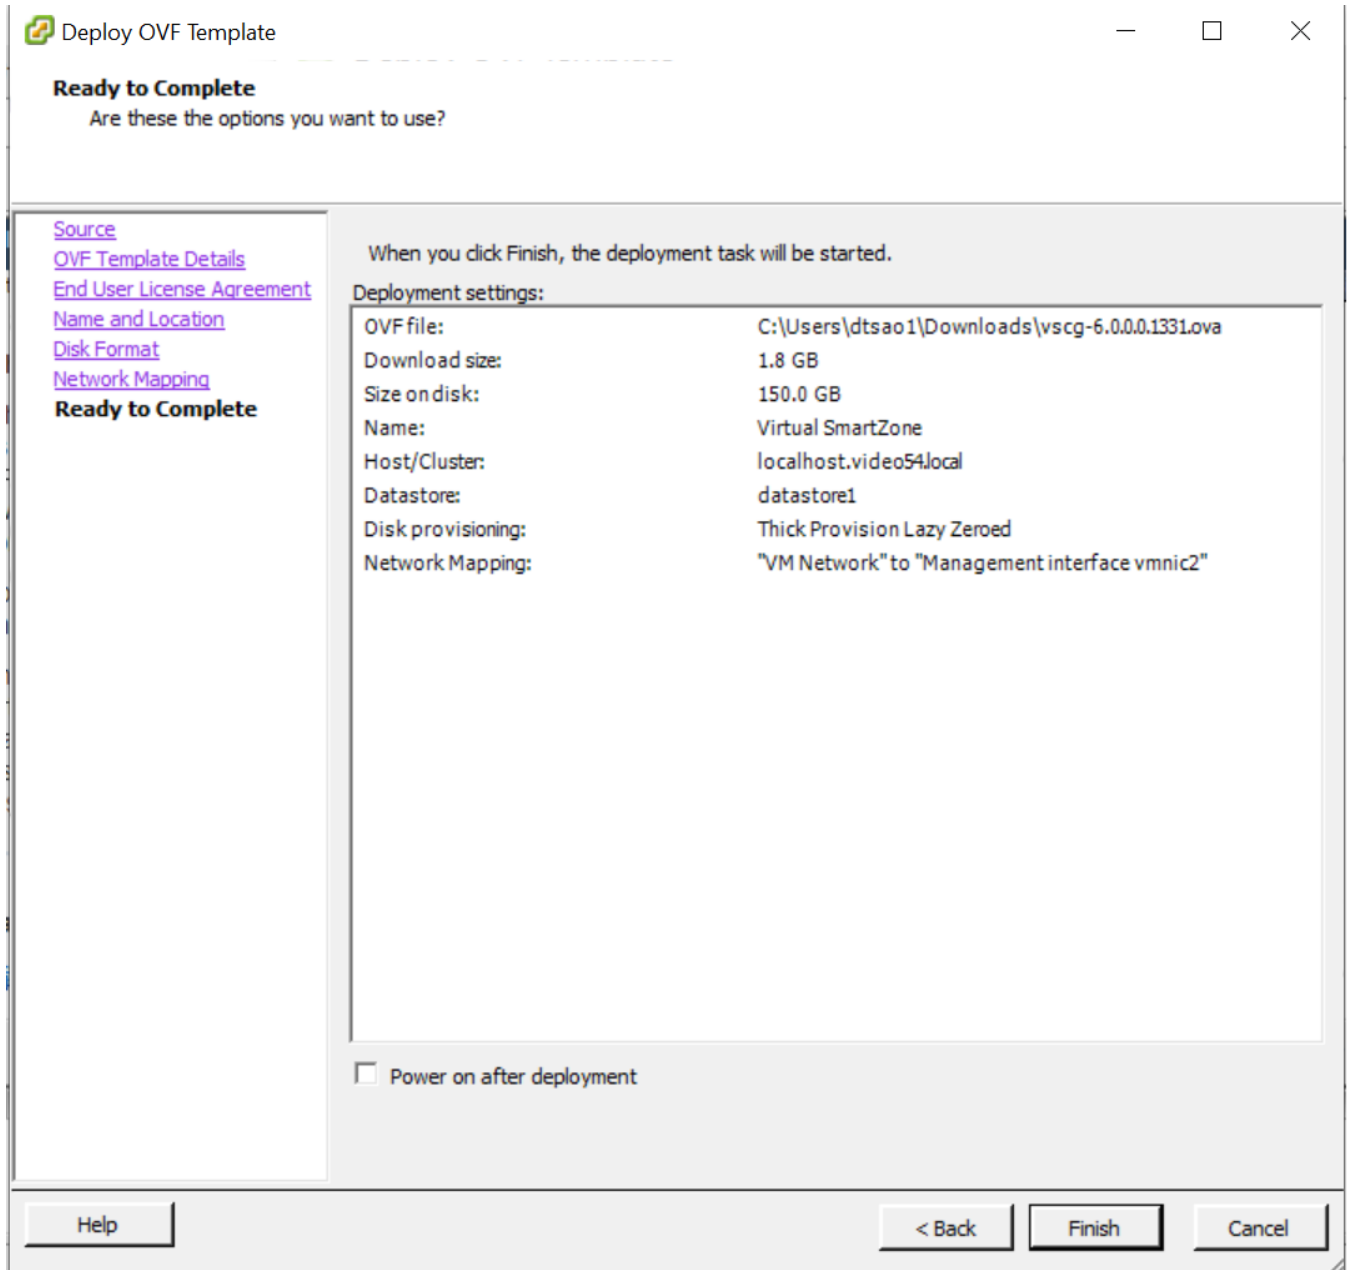 Deploy OVF Template
Ready to Complete
Are these the options you want to use?
Source
OVF Template Details
End User License Agreement
Name and Location
Disk Format
Network Mapping
Ready to Complete
When you click Finish, the deployment task will be started.
Deployment settings:
OVF file: C:\Users\dtsao1\Downloads\vscg-6.0.0.0.1331.ova
Download size: 1.8 GB
Size on disk: 150.0 GB
Name: Virtual SmartZone
Host/Cluster: localhost.video54.local
Datastore: datastore1
Disk provisioning: Thick Provision Lazy Zeroed
Network Mapping: "VM Network" to "Management interface vmnic2"
Power on after deployment
Help < Back Finish Cancel